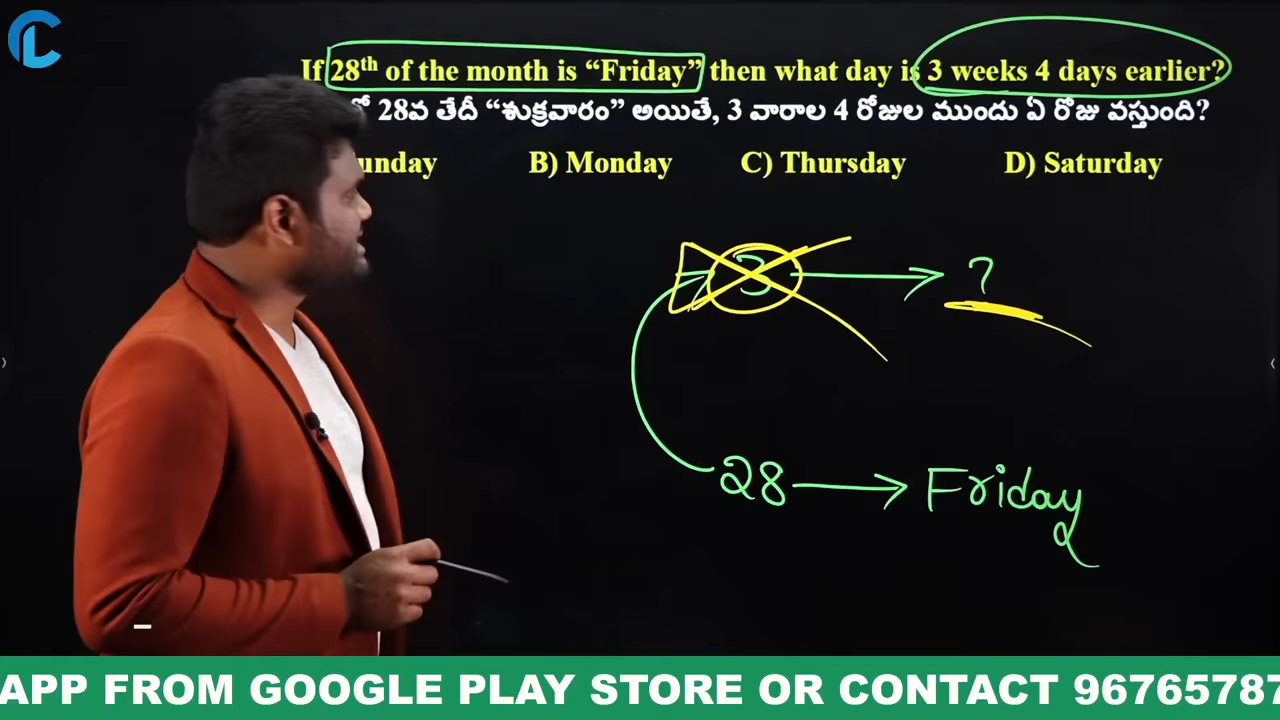 If 28th of the month is “Friday” then what day is 3 weeks 4 days earlier?
28వ తేదీ “శుక్రవారం” అయితే, 3 వారాల 4 రోజుల ముందు ఏ రోజు వస్తుంది?
B) Monday C) Thursday D) Saturday
3 ?
28 Friday
APP FROM GOOGLE PLAY STORE OR CONTACT 96765787